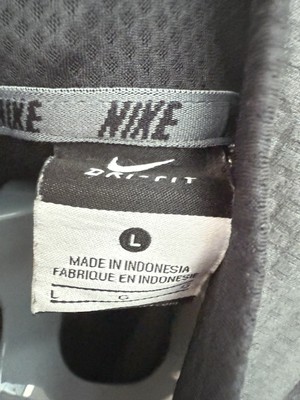 NIKE NIKE
DRI-FIT
L
MADE IN INDONESIA
FABRIQUE EN INDONESIE
L G G